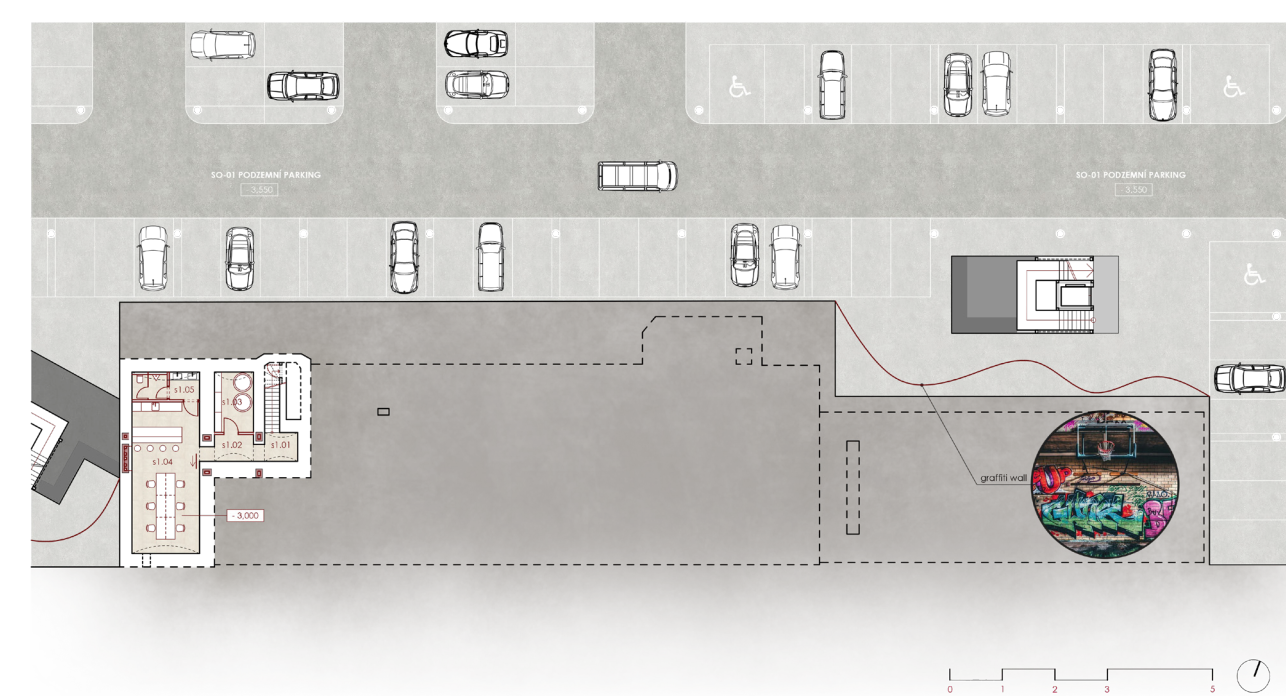 SO-01 PODZEMNÍ PARKING
- 3,550
SO-01 PODZEMNÍ PARKING
- 3,550
s1.05
s1.03
s1.02
s1.01
s1.04
- 3,000
graffiti wall
0 1 2 3 5